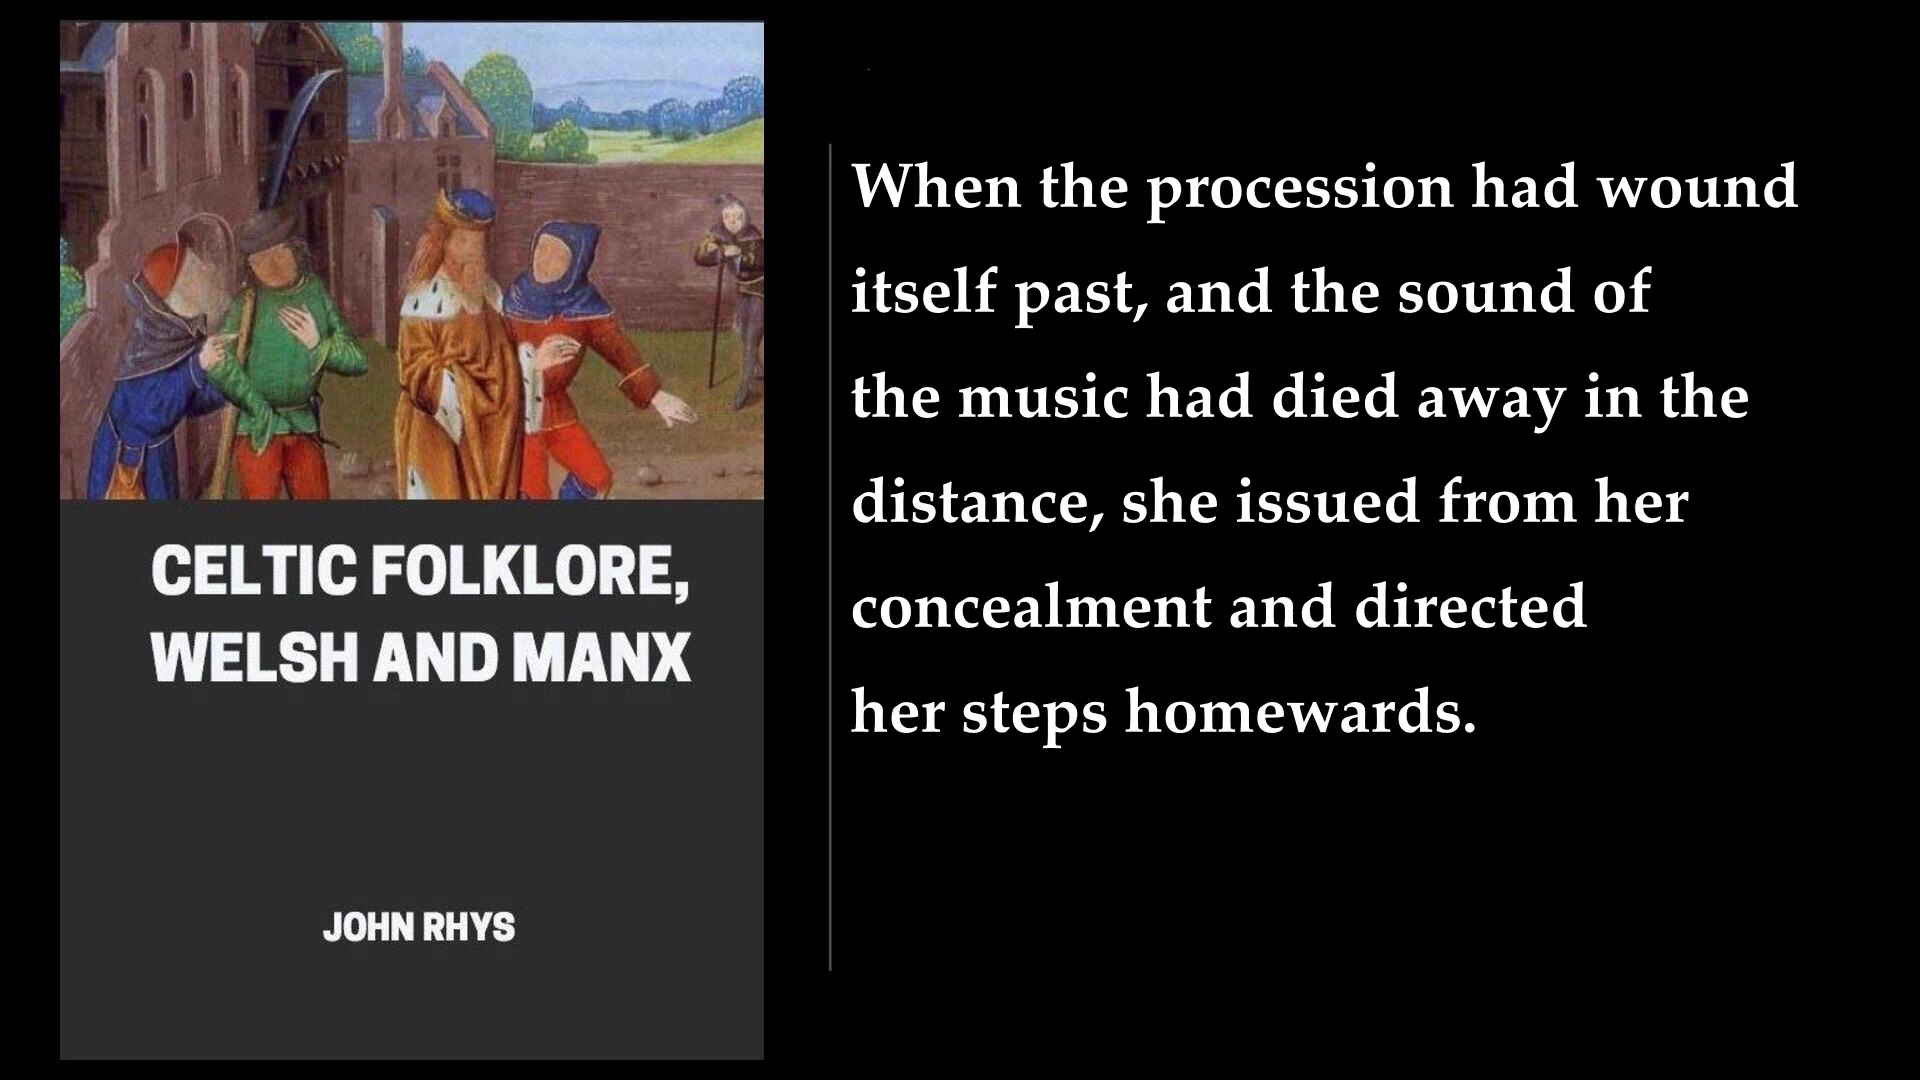 CELTIC FOLKLORE,
WELSH AND MANX
JOHN RHYS
When the procession had wound
itself past, and the sound of
the music had died away in the
distance, she issued from her
concealment and directed
her steps homewards.